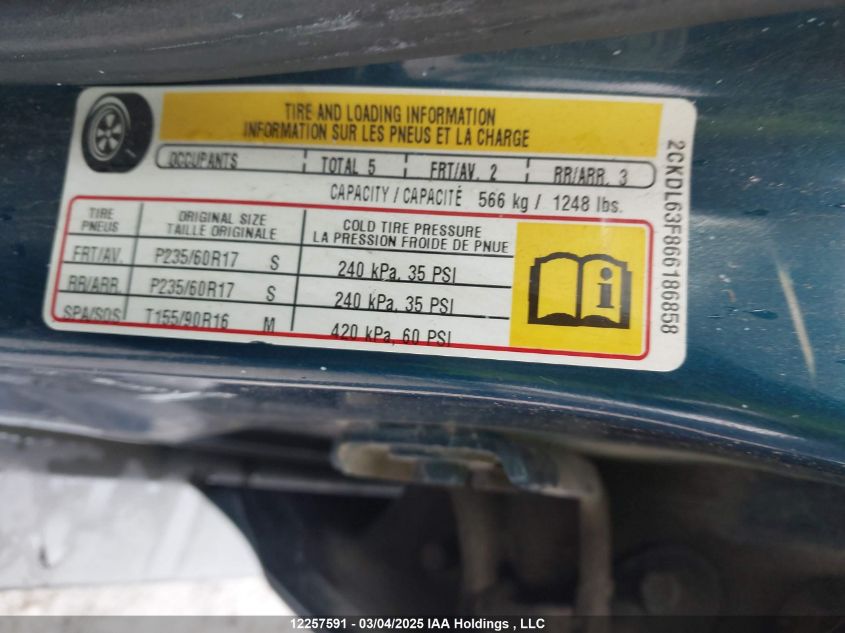 TIRE AND LOADING INFORMATION
INFORMATION SUR LES PNEUS ET LA CHARGE
OCCUPANTS TOTAL 5 FRT/AV. 2 RR/ARR. 3
CAPACITY / CAPACITÉ 566 kg / 1248 lbs.
TIRE PNEUS ORIGINAL SIZE TAILLE ORIGINALE COLD TIRE PRESSURE LA PRESSION FROIDE DE PNUE
FRT/AV. P235/60R17 S 240 kPa, 35 PSI
RR/ARR. P235/60R17 S 240 kPa, 35 PSI
SPA/SOS T155/90R16 M 420 kPa, 60 PSI
2CKDL63F866186858
12257591 - 03/04/2025 IAA Holdings , LLC